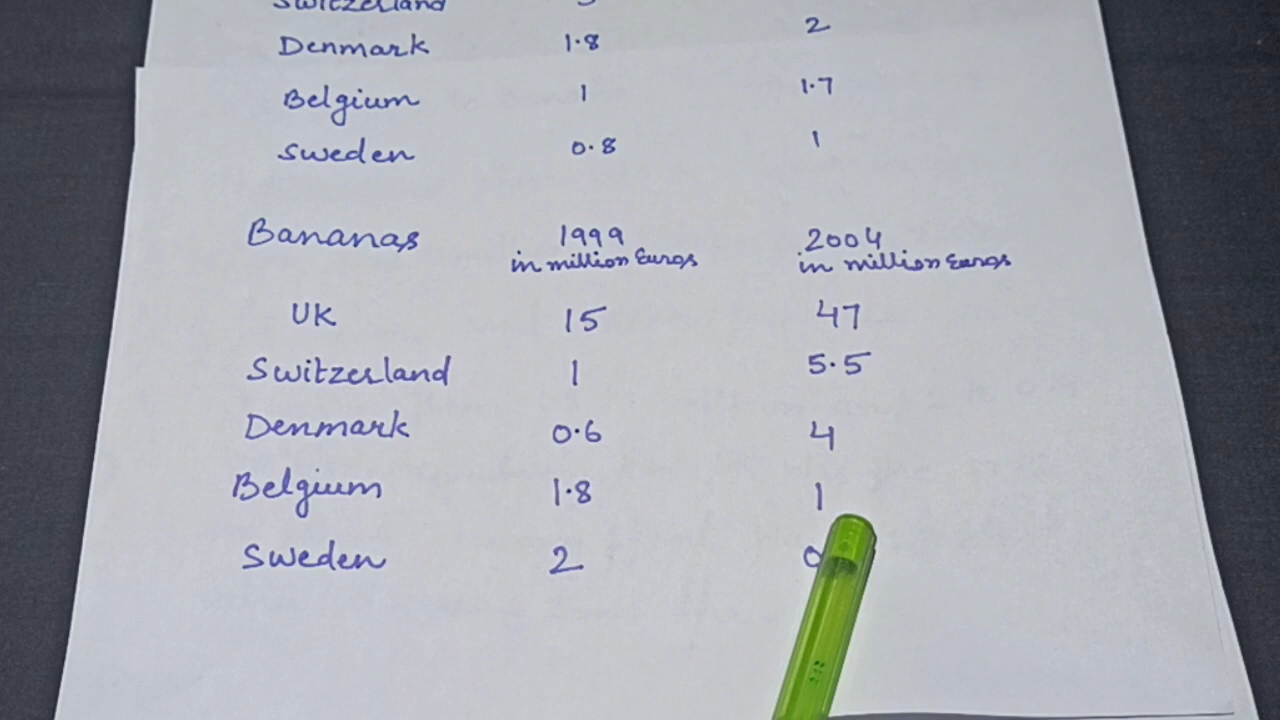 Switzerland
Denmark 1.8 2
Belgium 1 1.7
Sweden 0.8 1
Bananas 1999 2004
in million Euros in million Euros
UK 15 47
Switzerland 1 5.5
Denmark 0.6 4
Belgium 1.8 1
Sweden 2